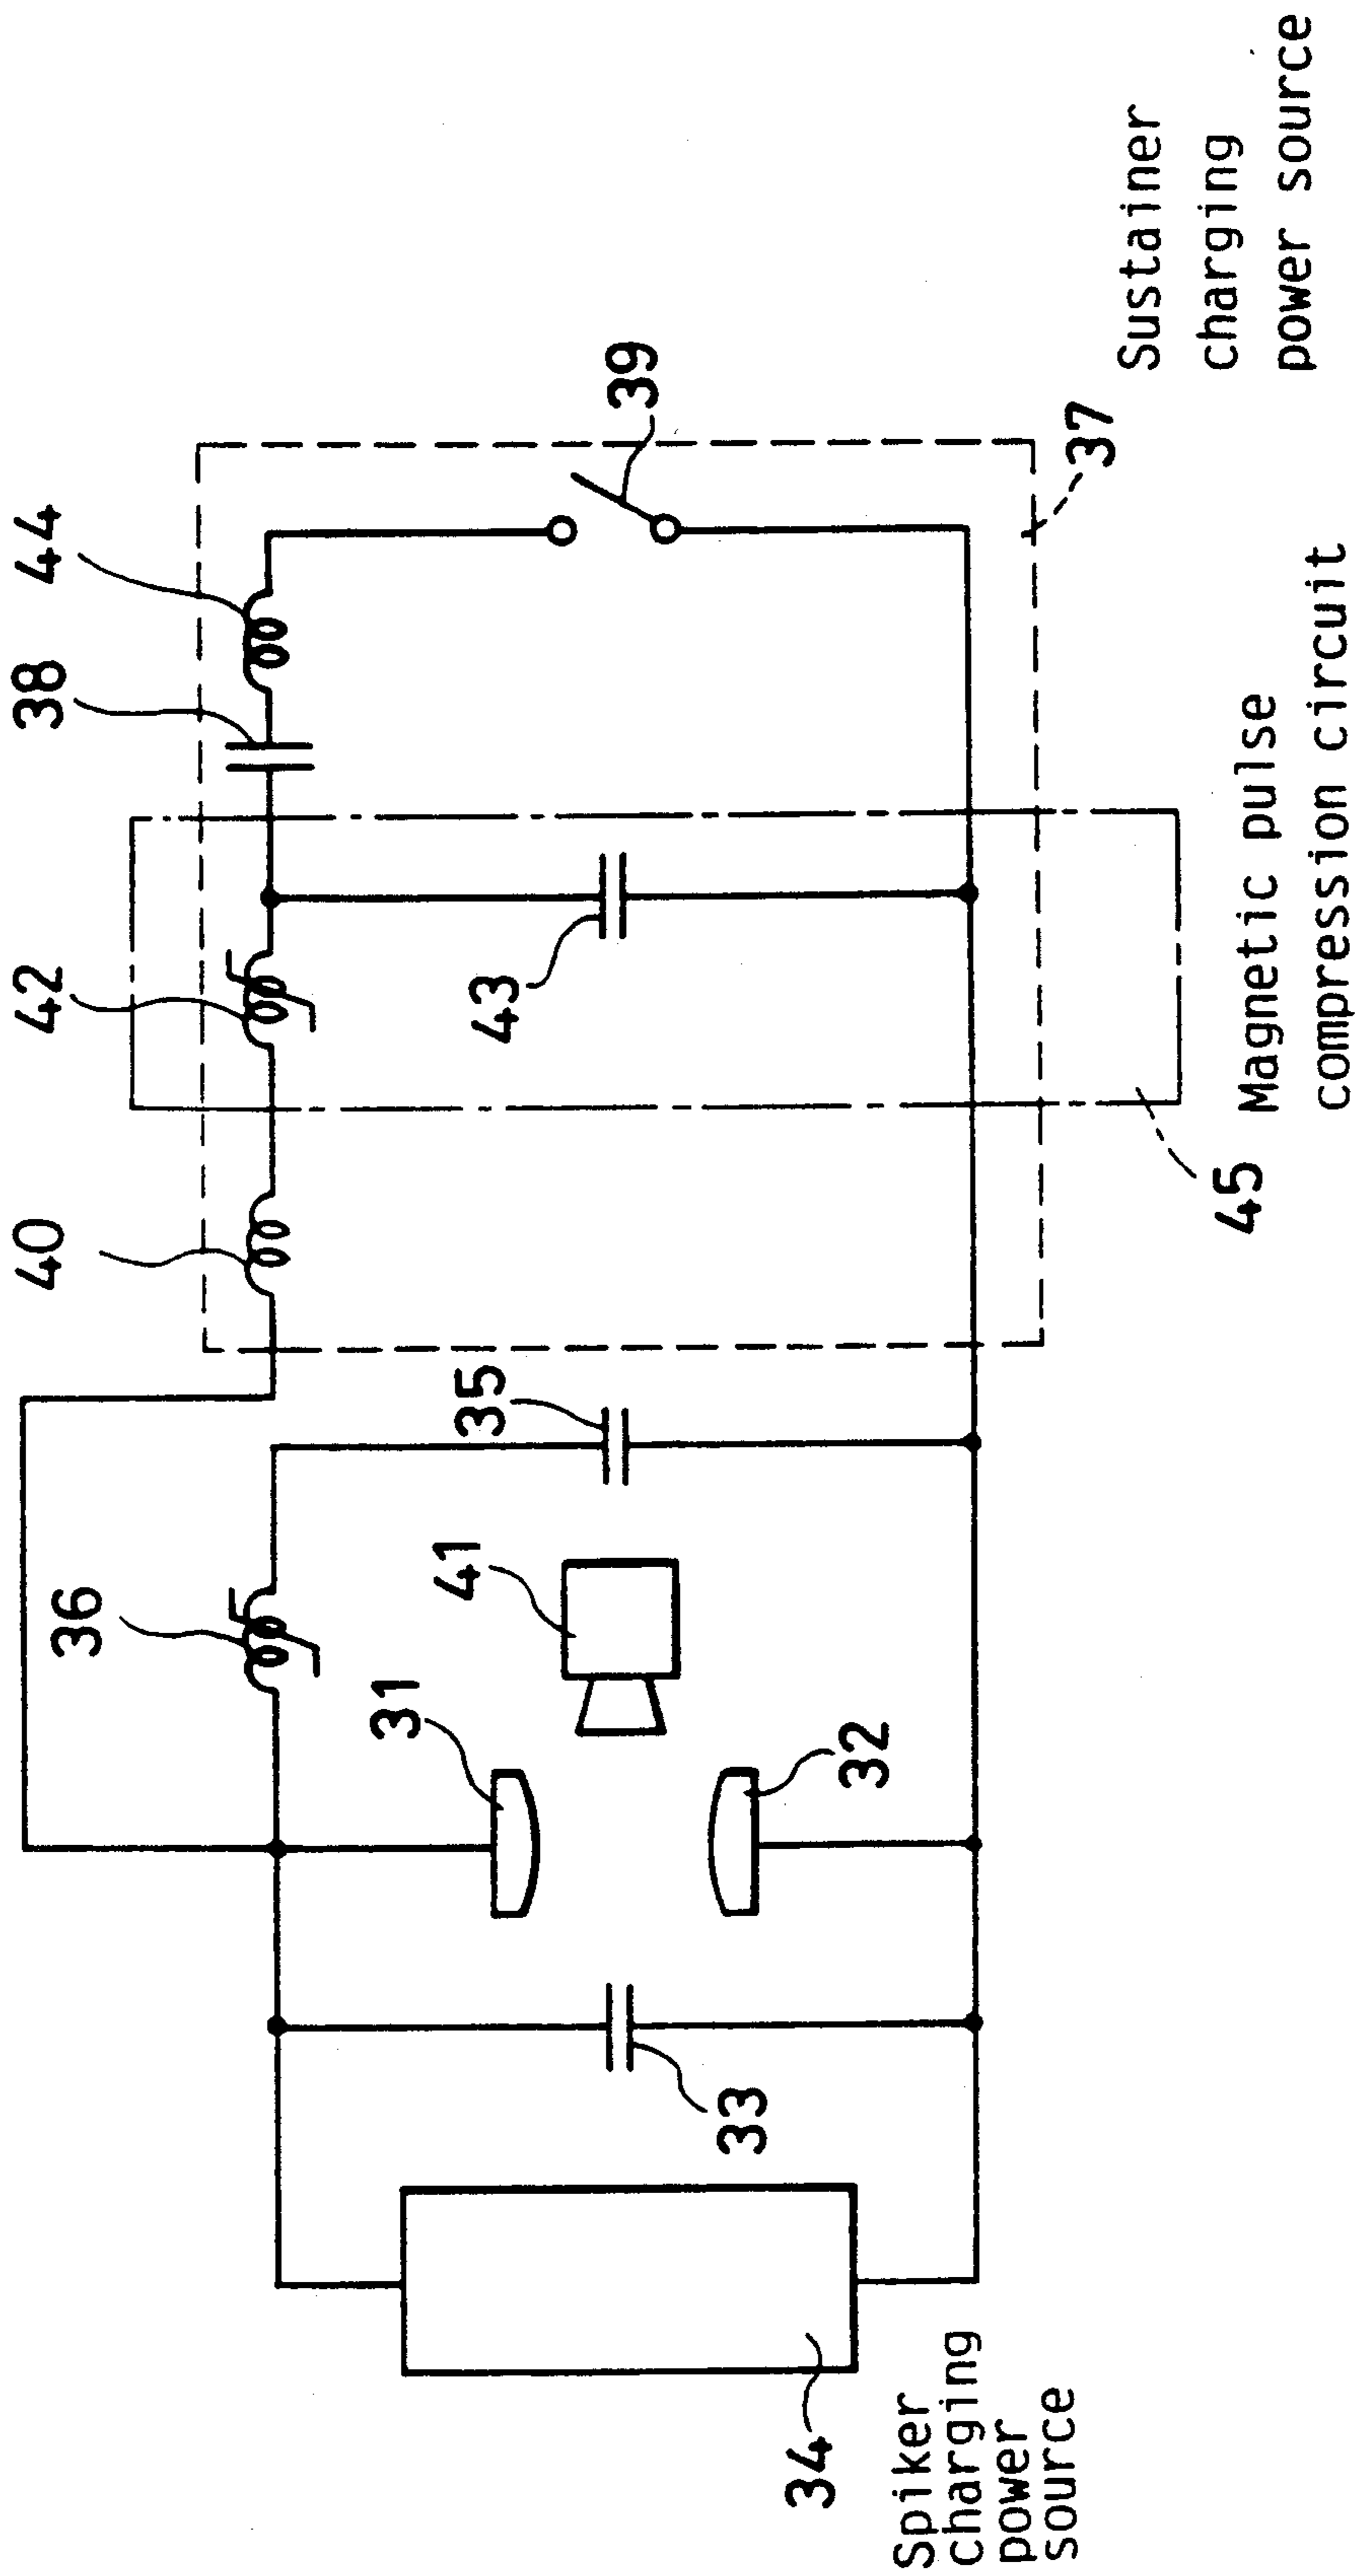 44
38
42
40
36
39
43
35
41
31
32
33
34
Spiker
charging
power
source
37
Sustainer
charging
power source
45
Magnetic pulse
compression circuit